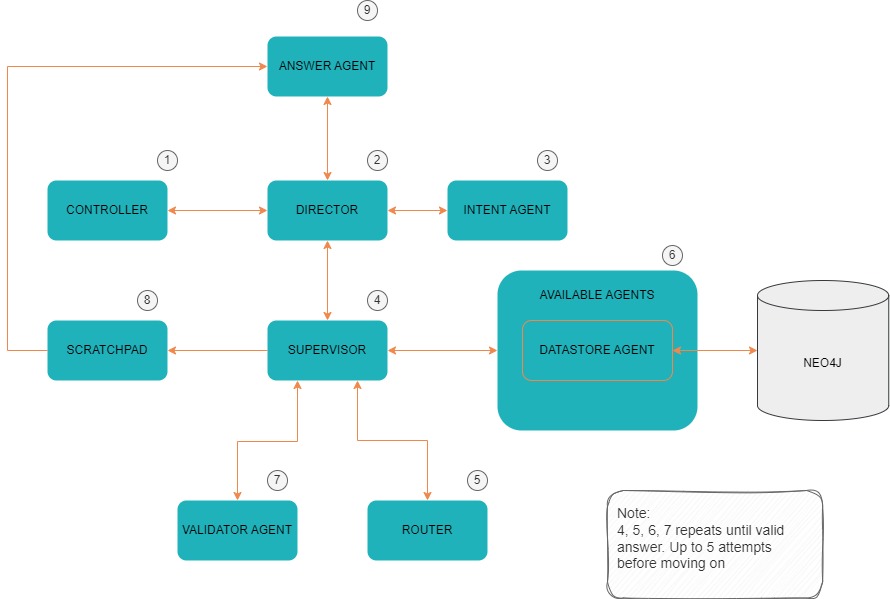 9
ANSWER AGENT
1
2
3
CONTROLLER
DIRECTOR
INTENT AGENT
6
AVAILABLE AGENTS
8
4
SCRATCHPAD
SUPERVISOR
DATASTORE AGENT
NEO4J
7
5
VALIDATOR AGENT
ROUTER
Note:
4, 5, 6, 7 repeats until valid
answer. Up to 5 attempts
before moving on